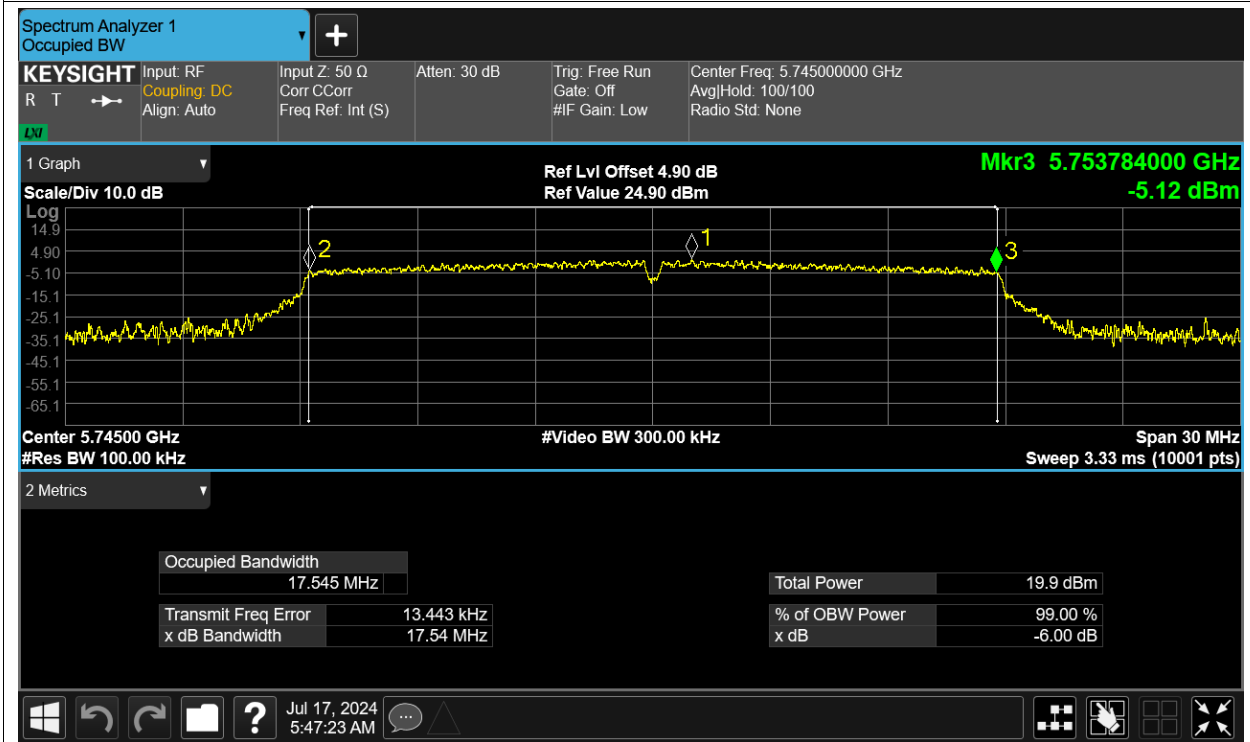 Spectrum Analyzer 1
Occupied BW
KEYSIGHT
R T
LXI
Input: RF
Coupling: DC
Align: Auto
Input Z: 50 Ω
Corr CCorr
Freq Ref: Int (S)
Atten: 30 dB
Trig: Free Run
Gate: Off
#IF Gain: Low
Center Freq: 5.745000000 GHz
Avg|Hold: 100/100
Radio Std: None
1 Graph
Scale/Div 10.0 dB
Ref Lvl Offset 4.90 dB
Ref Value 24.90 dBm
Mkr3 5.753784000 GHz
-5.12 dBm
Log
14.9
4.90
-5.10
-15.1
-25.1
-35.1
-45.1
-55.1
-65.1
2
1
3
Center 5.74500 GHz
#Video BW 300.00 kHz
Span 30 MHz
#Res BW 100.00 kHz
Sweep 3.33 ms (10001 pts)
2 Metrics
Occupied Bandwidth
17.545 MHz
Transmit Freq Error 13.443 kHz
x dB Bandwidth 17.54 MHz
Total Power 19.9 dBm
% of OBW Power 99.00 %
x dB -6.00 dB
?
Jul 17, 2024
5:47:23 AM